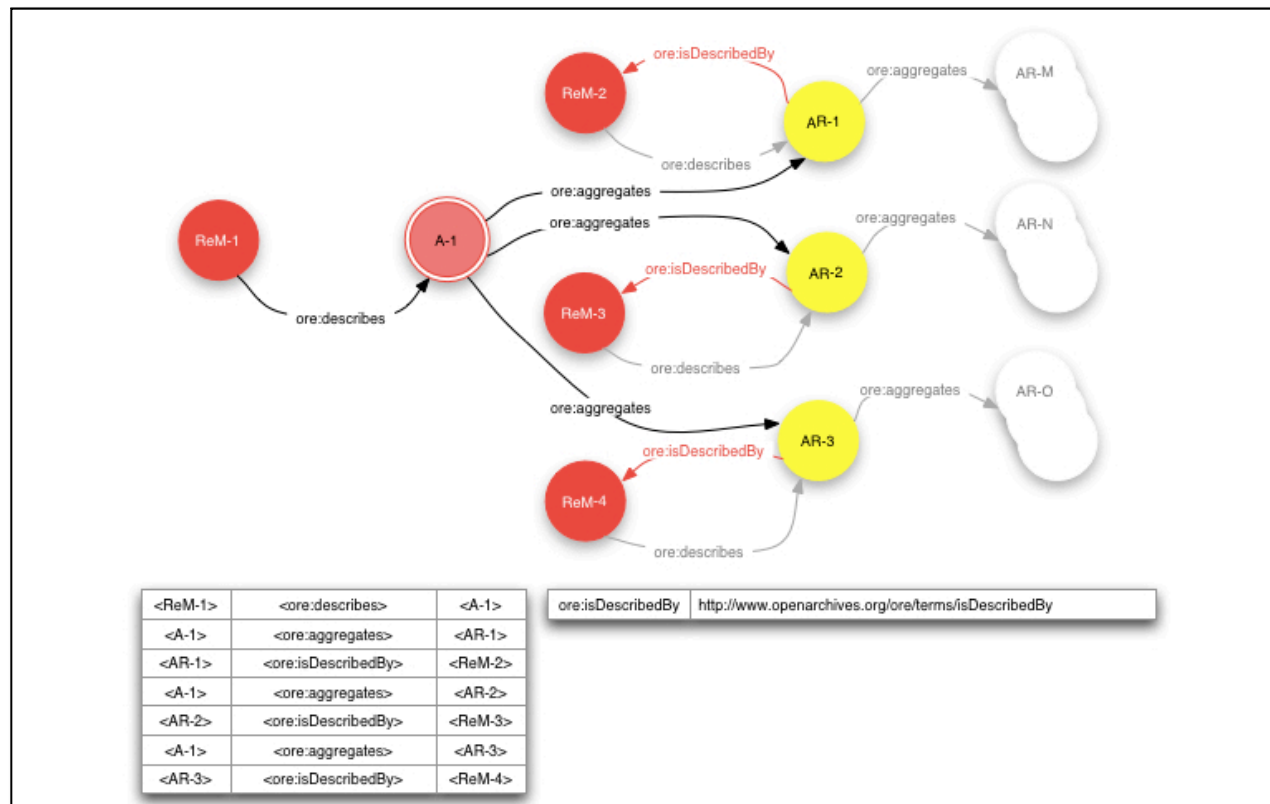 ore:isDescribedBy
ReM-2
ore:aggregates
AR-M
AR-1
ore:describes
ore:aggregates
ReM-1
A-1
ore:aggregates
ore:aggregates
AR-N
ore:isDescribedBy
AR-2
ReM-3
ore:describes
ore:describes
ore:aggregates
AR-O
ore:aggregates
AR-3
ore:isDescribedBy
ReM-4
ore:describes
<ReM-1> <ore:describes> <A-1>
<A-1> <ore:aggregates> <AR-1>
<AR-1> <ore:isDescribedBy> <ReM-2>
<A-1> <ore:aggregates> <AR-2>
<AR-2> <ore:isDescribedBy> <ReM-3>
<A-1> <ore:aggregates> <AR-3>
<AR-3> <ore:isDescribedBy> <ReM-4>
ore:isDescribedBy http://www.openarchives.org/ore/terms/isDescribedBy